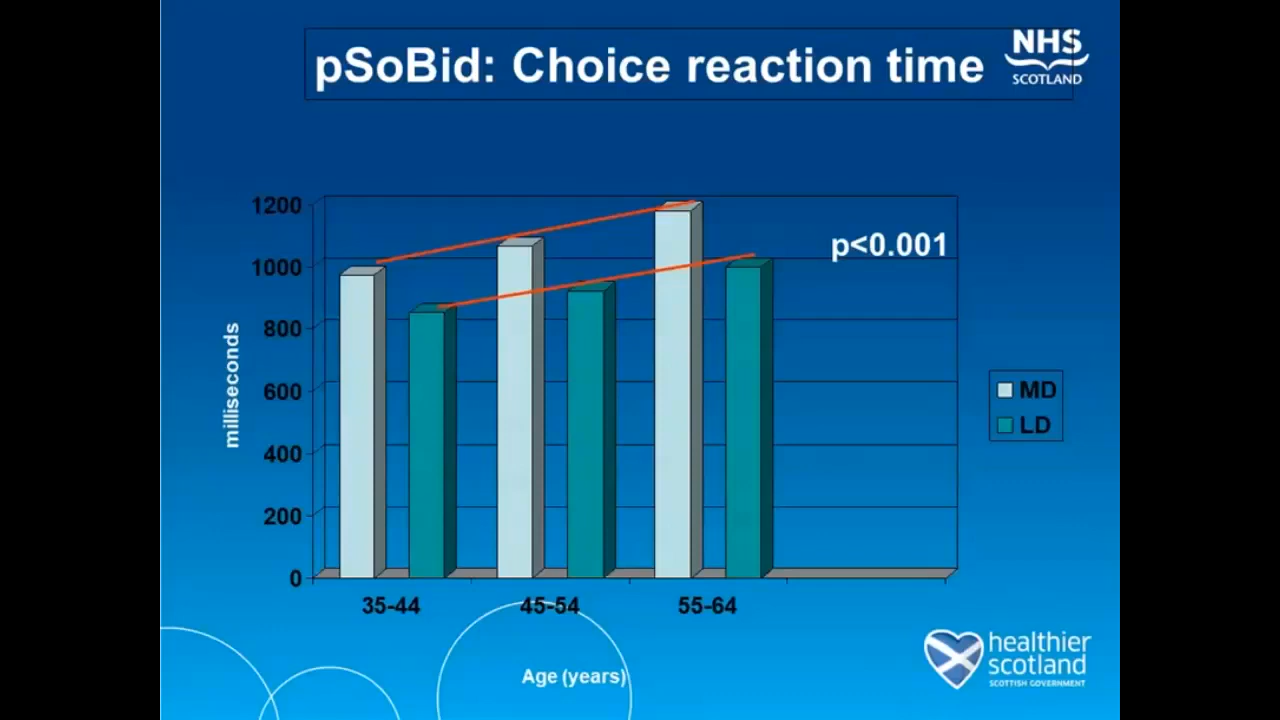 pSoBid: Choice reaction time
NHS
SCOTLAND
1200
1000
800
600
400
200
0
milliseconds
p<0.001
MD
LD
35-44
45-54
55-64
Age (years)
healthier
scotland
SCOTTISH GOVERNMENT